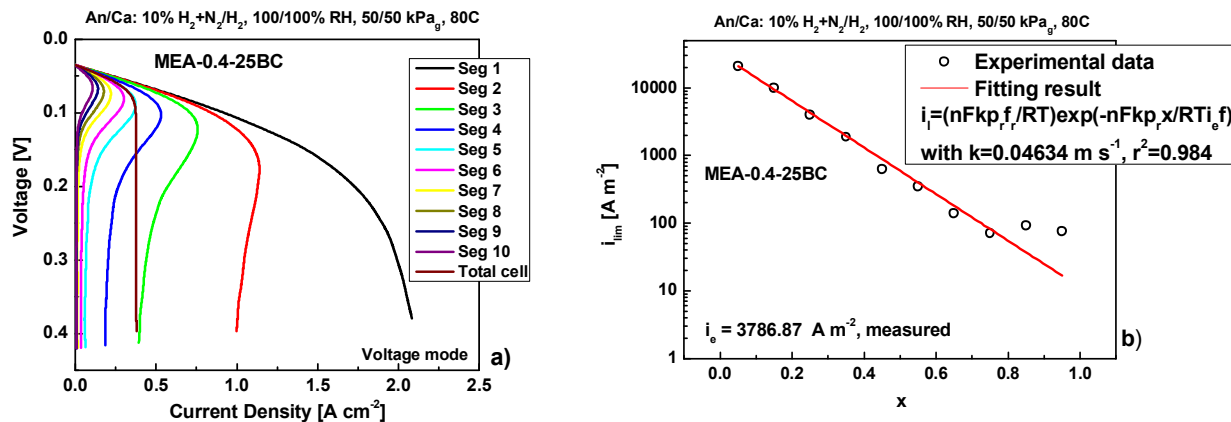 An/Ca: 10% H2+N2/H2, 100/100% RH, 50/50 kPag, 80C
0.0
0.1
0.2
0.3
0.4
Voltage [V]
MEA-0.4-25BC
Seg 1
Seg 2
Seg 3
Seg 4
Seg 5
Seg 6
Seg 7
Seg 8
Seg 9
Seg 10
Total cell
Voltage mode
a)
0.0 0.5 1.0 1.5 2.0 2.5
Current Density [A cm-2]
An/Ca: 10% H2+N2/H2, 100/100% RH, 50/50 kPag, 80C
10000
1000
100
10
1
ilim [A m-2]
Experimental data
Fitting result
il=(nFkprfr/RT)exp(-nFkprx/RTief)
with k=0.04634 m s-1, r2=0.984
MEA-0.4-25BC
ie = 3786.87 A m-2, measured
b)
0.0 0.2 0.4 0.6 0.8 1.0
x